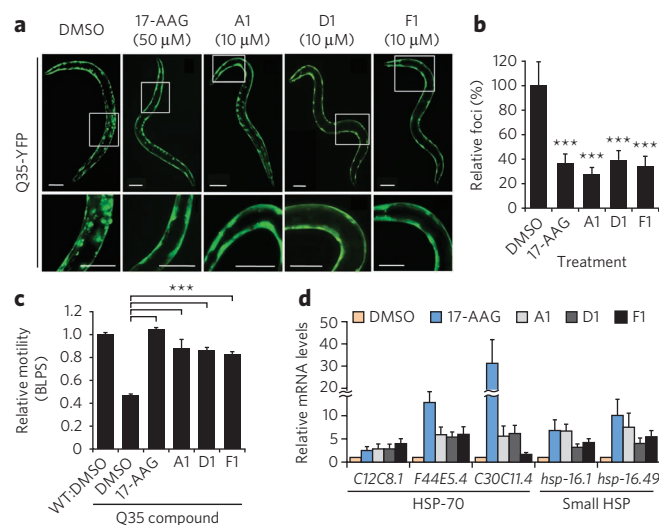 a
DMSO
17-AAG
(50 μM)
A1
(10 μM)
D1
(10 μM)
F1
(10 μM)
Q35-YFP
b
Relative foci (%)
120
100
80
60
40
20
0
***
***
***
***
DMSO
17-AAG
A1
D1
F1
Treatment
c
Relative motility
(BLPS)
1.2
1.0
0.8
0.6
0.4
0.2
0
***
WT:DMSO
DMSO
17-AAG
A1
D1
F1
Q35 compound
d
DMSO
17-AAG
A1
D1
F1
Relative mRNA levels
50
40
30
20
10
5
0
C12C8.1
F44E5.4
C30C11.4
hsp-16.1
hsp-16.49
HSP-70
Small HSP